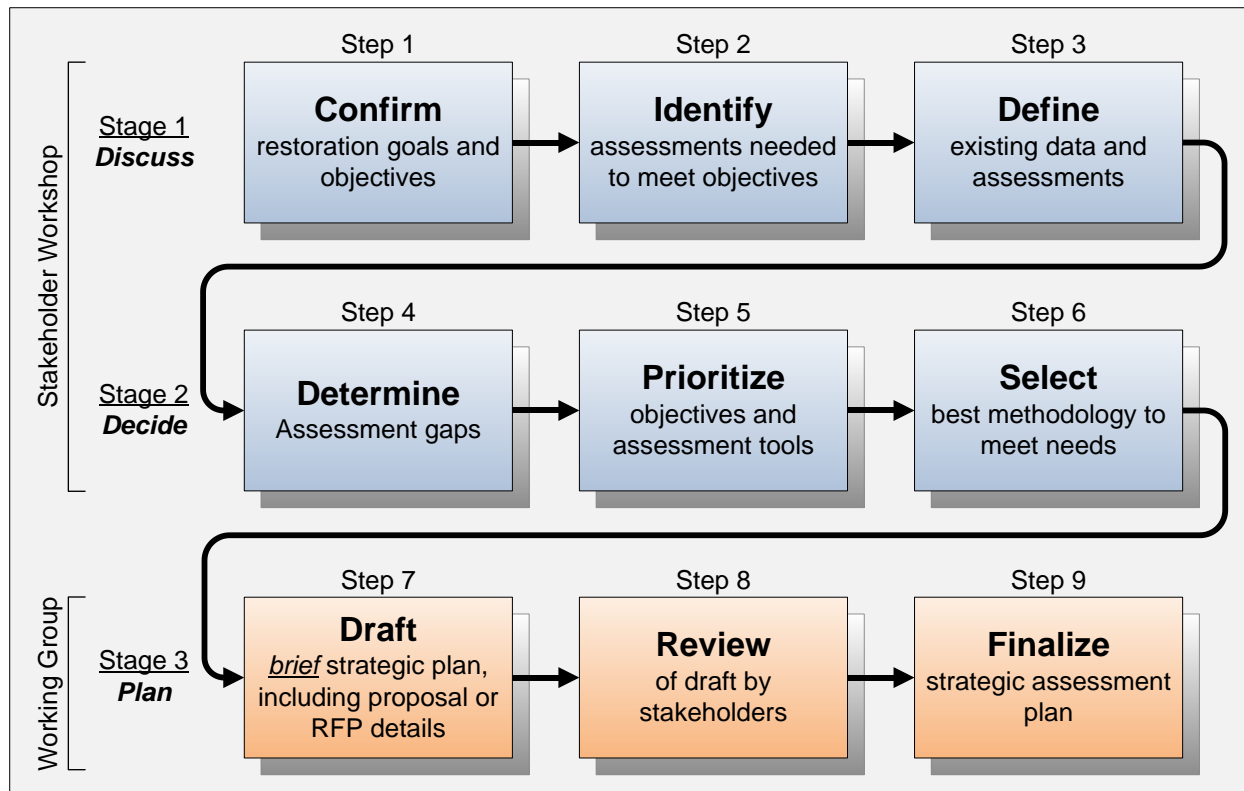 Step 1
Step 2
Step 3
Stakeholder Workshop
Stage 1
Discuss
Confirm
restoration goals and
objectives
Identify
assessments needed
to meet objectives
Define
existing data and
assessments
Step 4
Step 5
Step 6
Stage 2
Decide
Determine
Assessment gaps
Prioritize
objectives and
assessment tools
Select
best methodology to
meet needs
Step 7
Step 8
Step 9
Working Group
Stage 3
Plan
Draft
brief strategic plan,
including proposal or
RFP details
Review
of draft by
stakeholders
Finalize
strategic assessment
plan